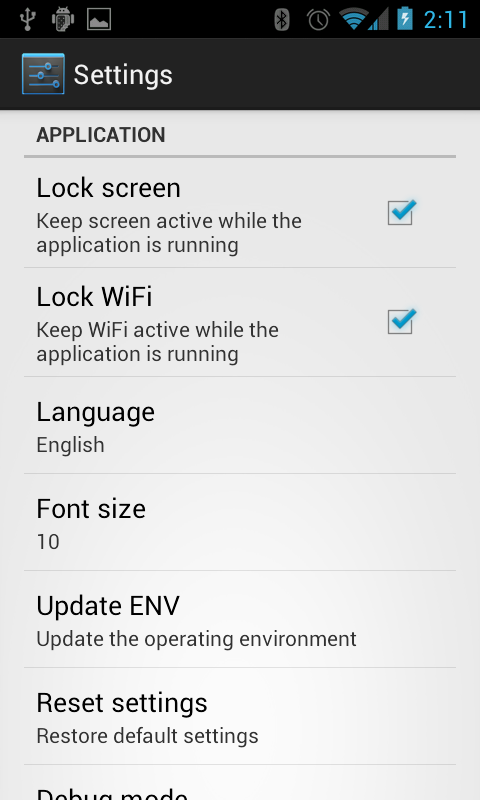 2:11
Settings
APPLICATION
Lock screen
Keep screen active while the
application is running
Lock WiFi
Keep WiFi active while the
application is running
Language
English
Font size
10
Update ENV
Update the operating environment
Reset settings
Restore default settings
Debug mode